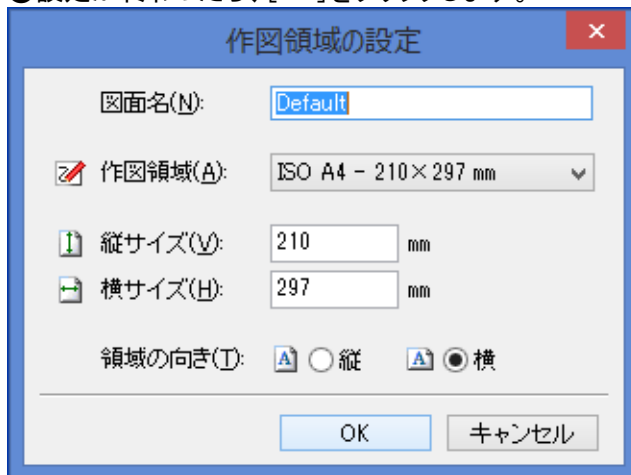 作図領域の設定
図面名(N):
Default
作図領域(A):
ISO A4 - 210×297 mm
縦サイズ(V):
210
mm
横サイズ(H):
297
mm
領域の向き(T):
縦
横
OK
キャンセル